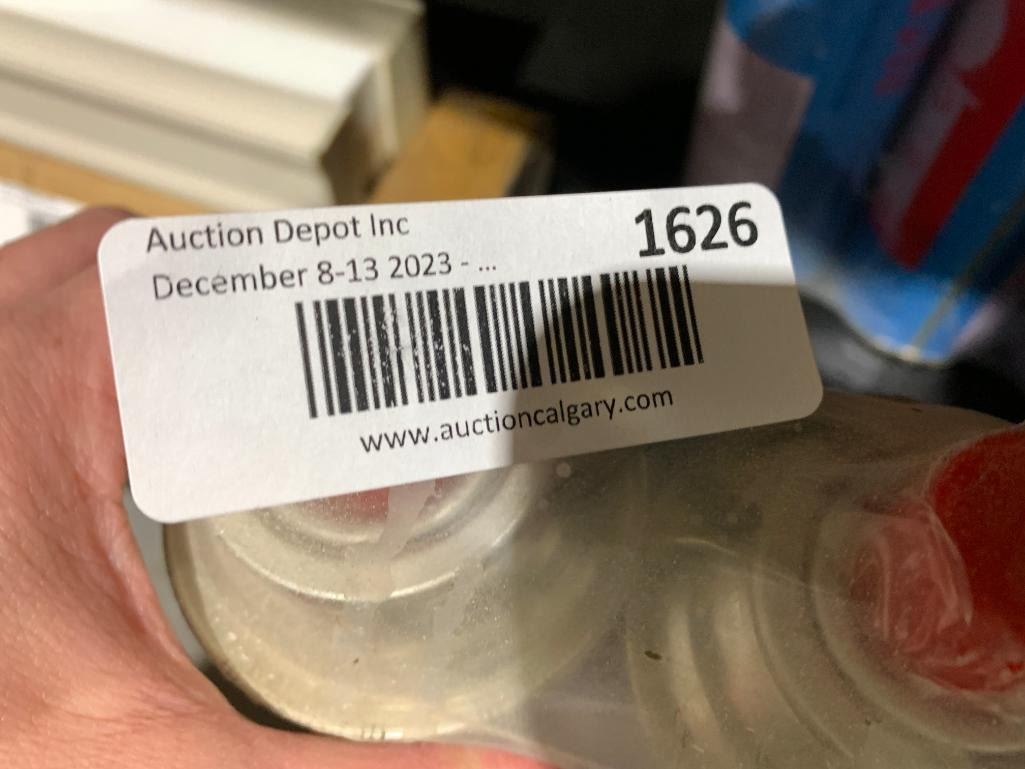 Auction Depot Inc
1626
December 8-13 2023 - ...
www.auctioncalgary.com